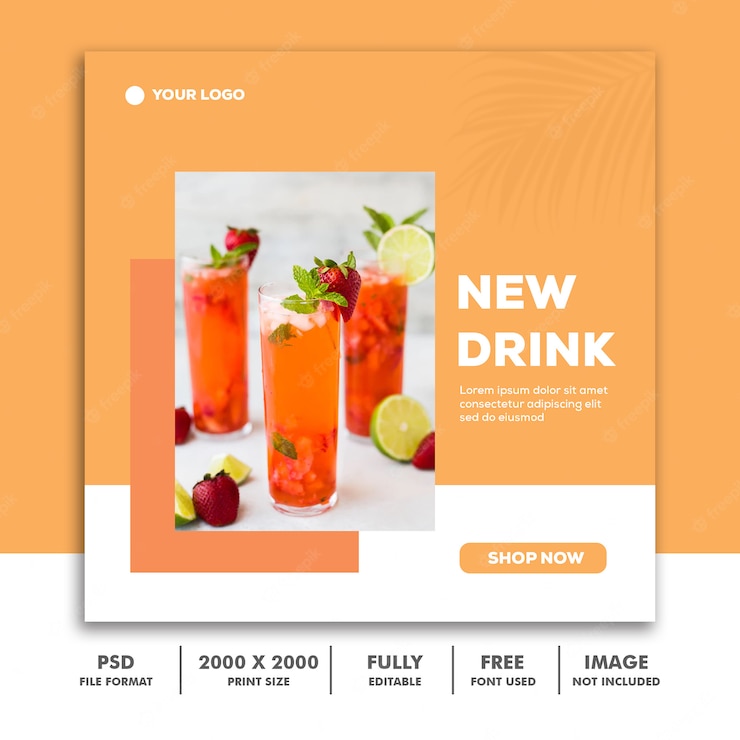 YOUR LOGO
NEW
DRINK
Lorem ipsum dolor sit amet
consectetur adipiscing elit
sed do eiusmod
SHOP NOW
PSD
FILE FORMAT
2000 X 2000
PRINT SIZE
FULLY
EDITABLE
FREE
FONT USED
IMAGE
NOT INCLUDED